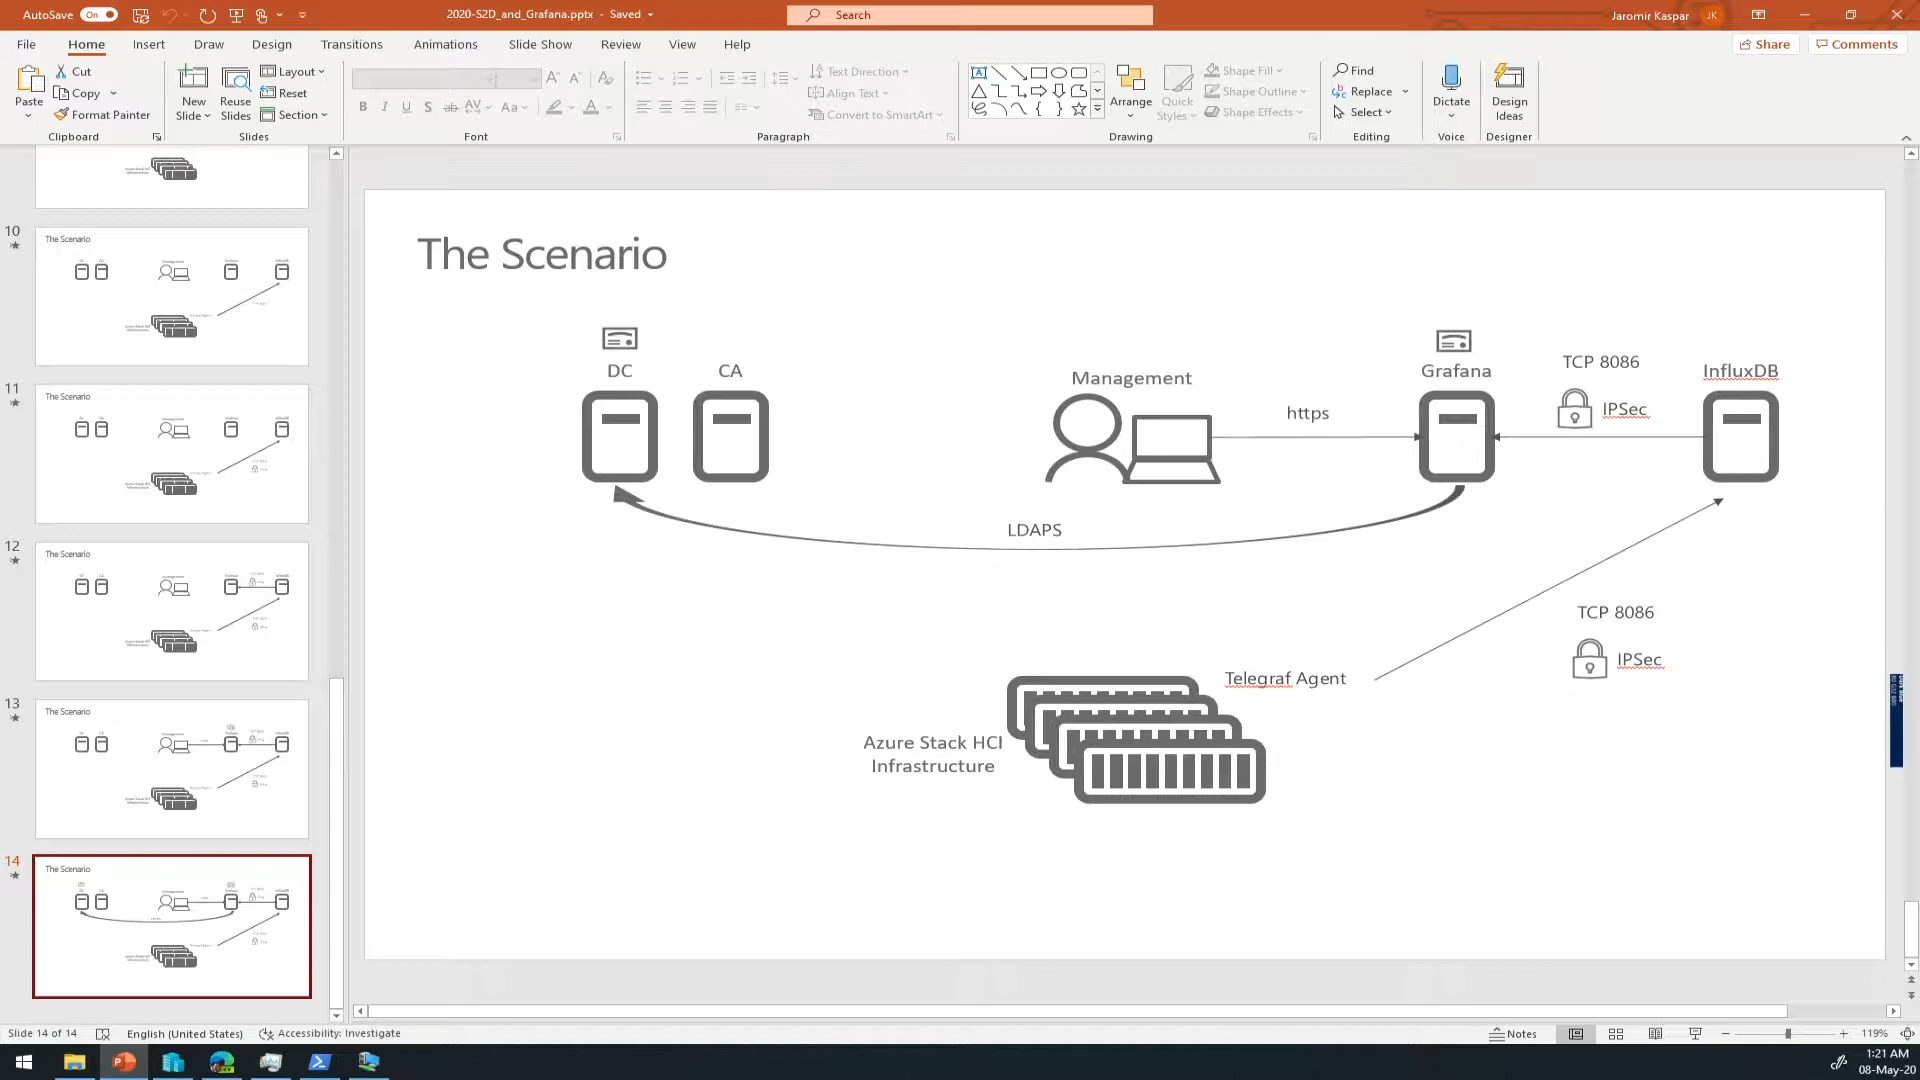 AutoSave On
2020-S2D_and_Grafana.pptx - Saved
Search
Jaromir Kaspar JK
File Home Insert Draw Design Transitions Animations Slide Show Review View Help
Share Comments
Paste
Cut
Copy
Format Painter
Clipboard
New
Slide
Reuse
Slides
Layout
Reset
Section
Slides
B I U S ab AV Aa A
Font
Text Direction
Align Text
Convert to SmartArt
Paragraph
Arrange
Quick
Styles
Shape Fill
Shape Outline
Shape Effects
Drawing
Find
Replace
Select
Editing
Dictate
Voice
Design
Ideas
Designer
10
The Scenario
11
The Scenario
12
The Scenario
13
The Scenario
14
The Scenario
The Scenario
DC
CA
Management
https
Grafana
TCP 8086
IPSec
InfluxDB
LDAPS
TCP 8086
IPSec
Telegraf Agent
Azure Stack HCI
Infrastructure
Slide 14 of 14
English (United States)
Accessibility: Investigate
Notes
119%
1:21 AM
08-May-20